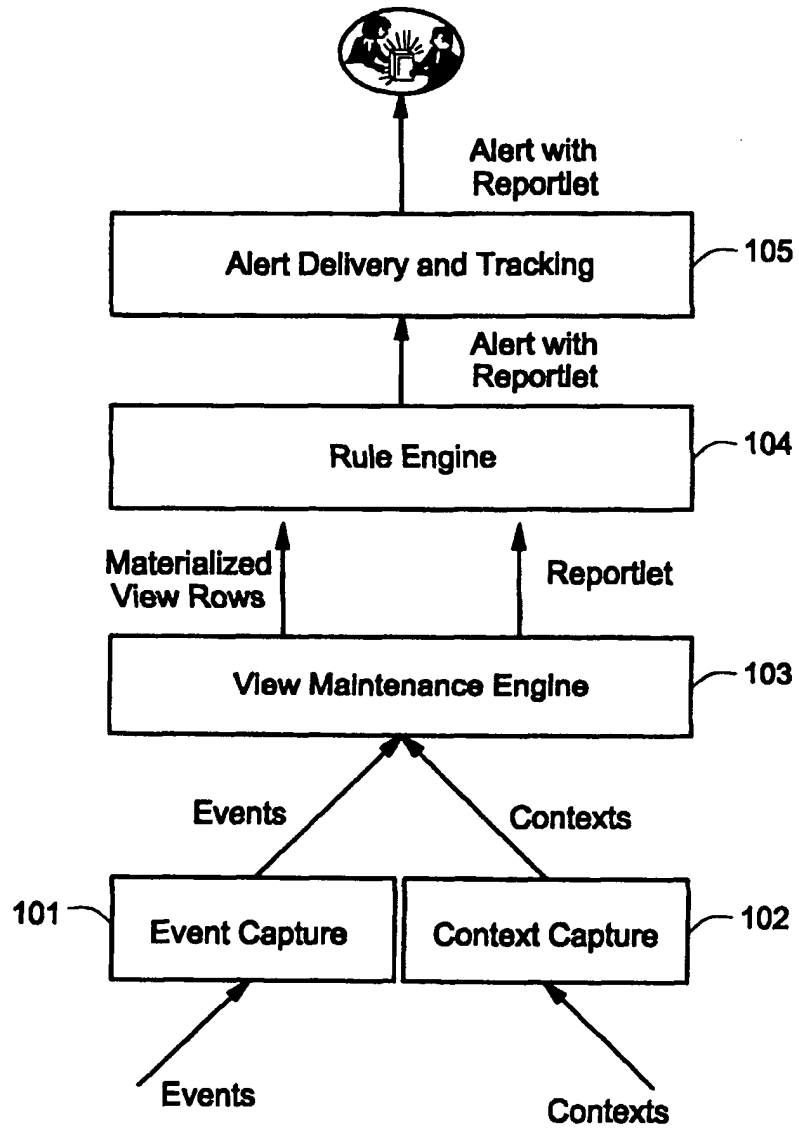 Alert with
Reportlet
Alert Delivery and Tracking
105
Alert with
Reportlet
Rule Engine
104
Materialized
View Rows
Reportlet
View Maintenance Engine
103
Events
Contexts
101
Event Capture
Context Capture
102
Events
Contexts